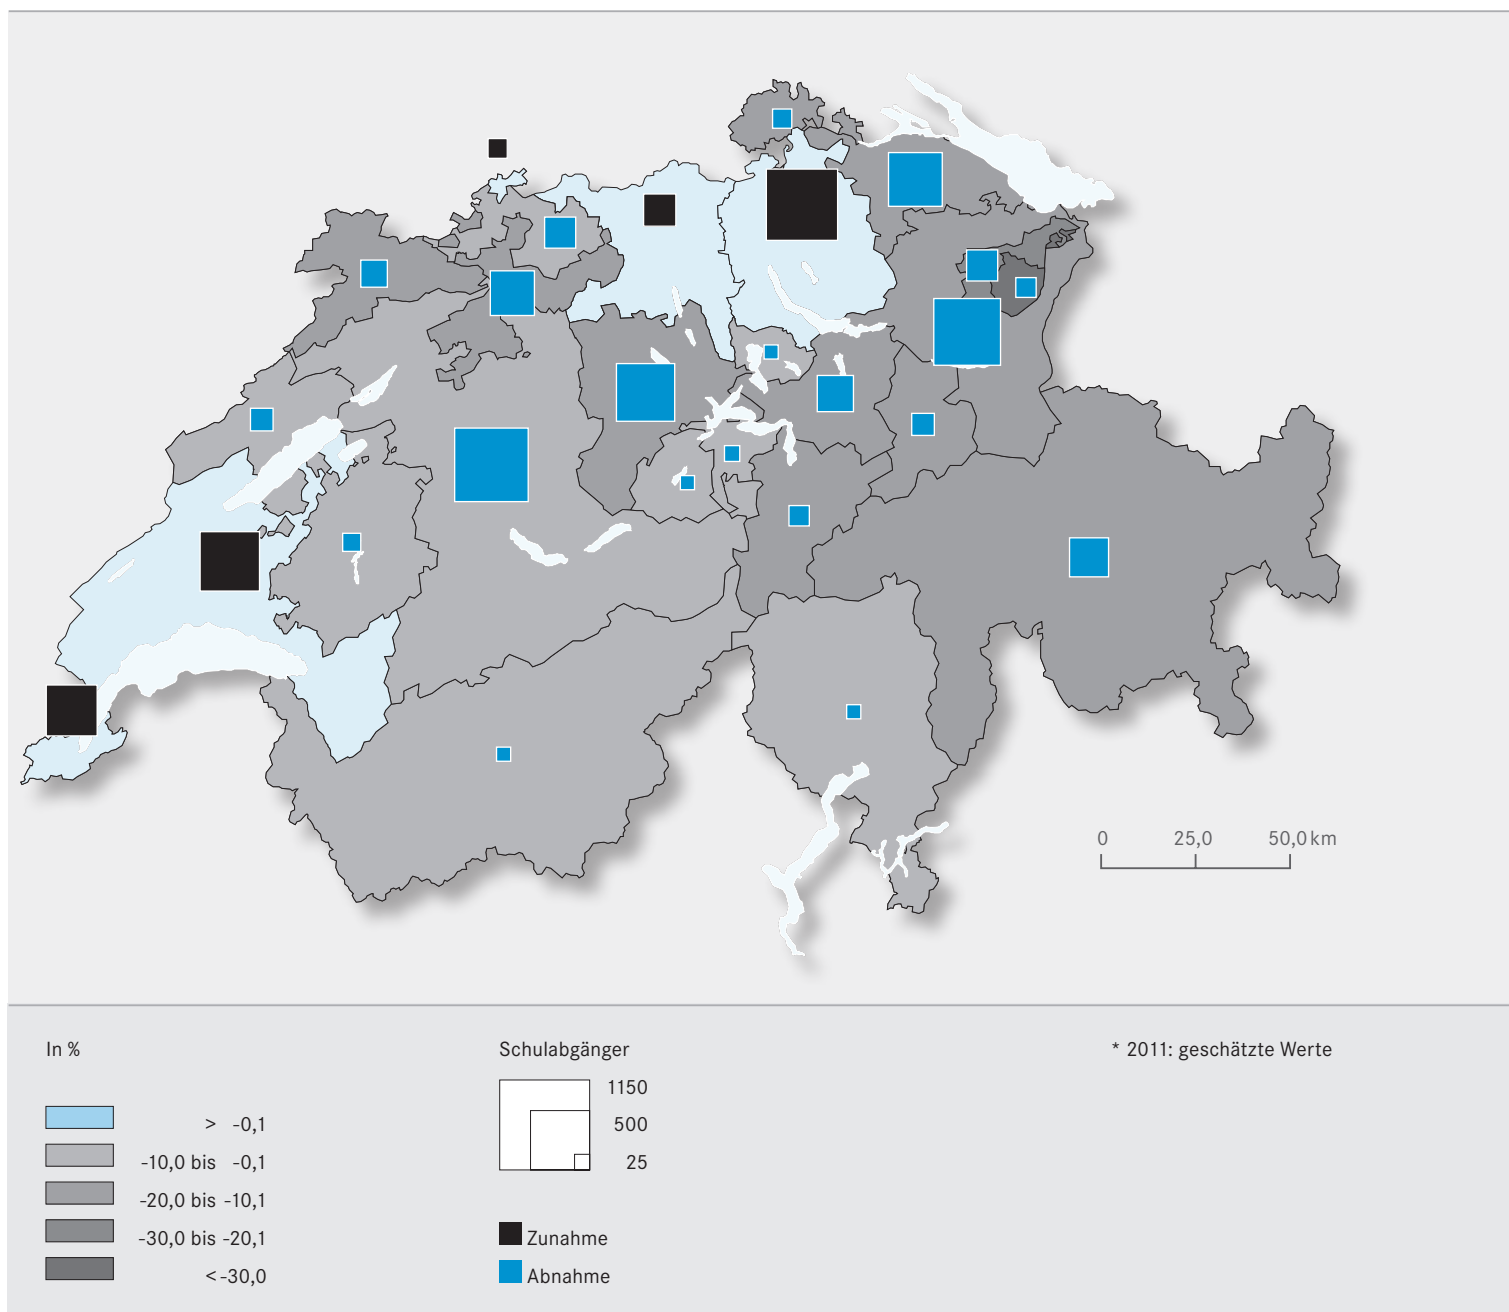 0 25,0 50,0 km
In %
> -0,1
-10,0 bis -0,1
-20,0 bis -10,1
-30,0 bis -20,1
< -30,0
Schulabgänger
1150
500
25
Zunahme
Abnahme
* 2011: geschätzte Werte